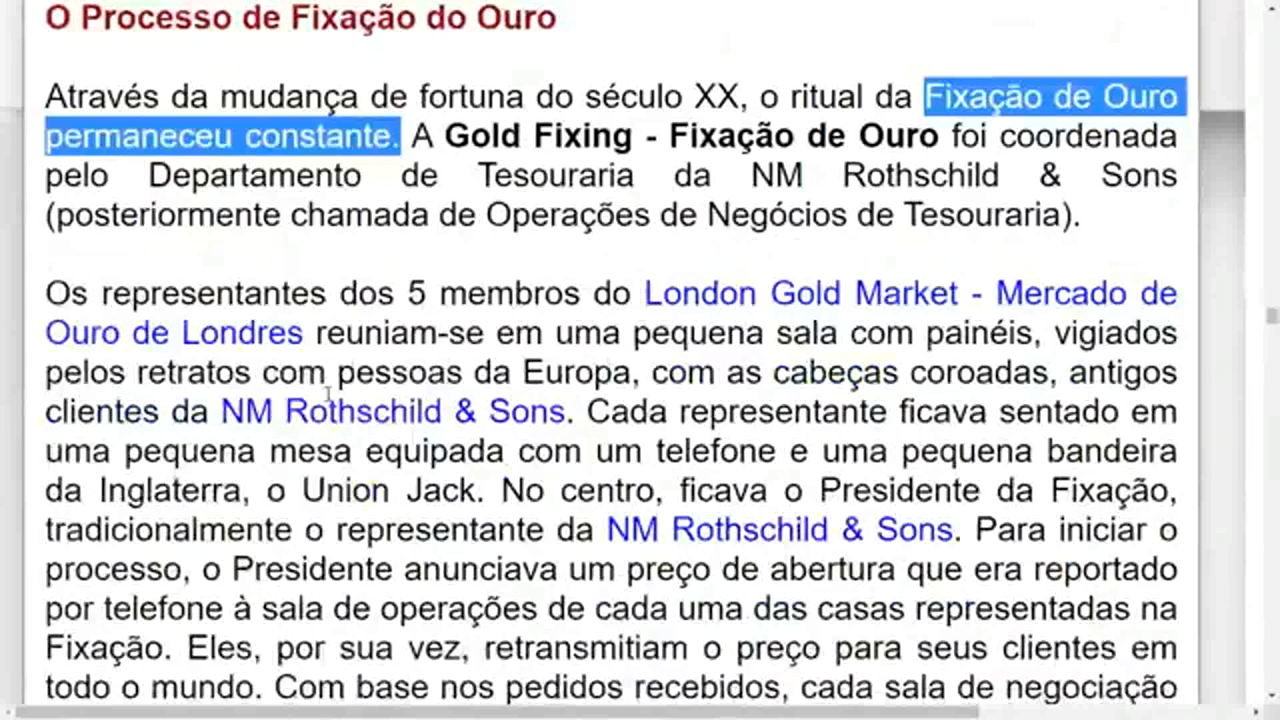 O Processo de Fixação do Ouro
Através da mudança de fortuna do século XX, o ritual da Fixação de Ouro
permaneceu constante. A Gold Fixing - Fixação de Ouro foi coordenada
pelo Departamento de Tesouraria da NM Rothschild & Sons
(posteriormente chamada de Operações de Negócios de Tesouraria).
Os representantes dos 5 membros do London Gold Market - Mercado de
Ouro de Londres reuniam-se em uma pequena sala com painéis, vigiados
pelos retratos com pessoas da Europa, com as cabeças coroadas, antigos
clientes da NM Rothschild & Sons. Cada representante ficava sentado em
uma pequena mesa equipada com um telefone e uma pequena bandeira
da Inglaterra, o Union Jack. No centro, ficava o Presidente da Fixação,
tradicionalmente o representante da NM Rothschild & Sons. Para iniciar o
processo, o Presidente anunciava um preço de abertura que era reportado
por telefone à sala de operações de cada uma das casas representadas na
Fixação. Eles, por sua vez, retransmitiam o preço para seus clientes em
todo o mundo. Com base nos pedidos recebidos, cada sala de negociação